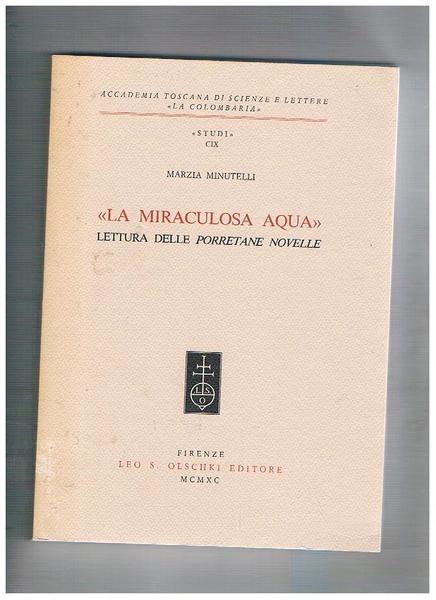 ACCADEMIA TOSCANA DI SCIENZE E LETTERE
«LA COLOMBARIA»
«STUDI»
CIX
MARZIA MINUTELLI
«LA MIRACULOSA AQUA»
LETTURA DELLE PORRETANE NOVELLE
L S
O
FIRENZE
LEO S. OLSCHKI EDITORE
MCMXC